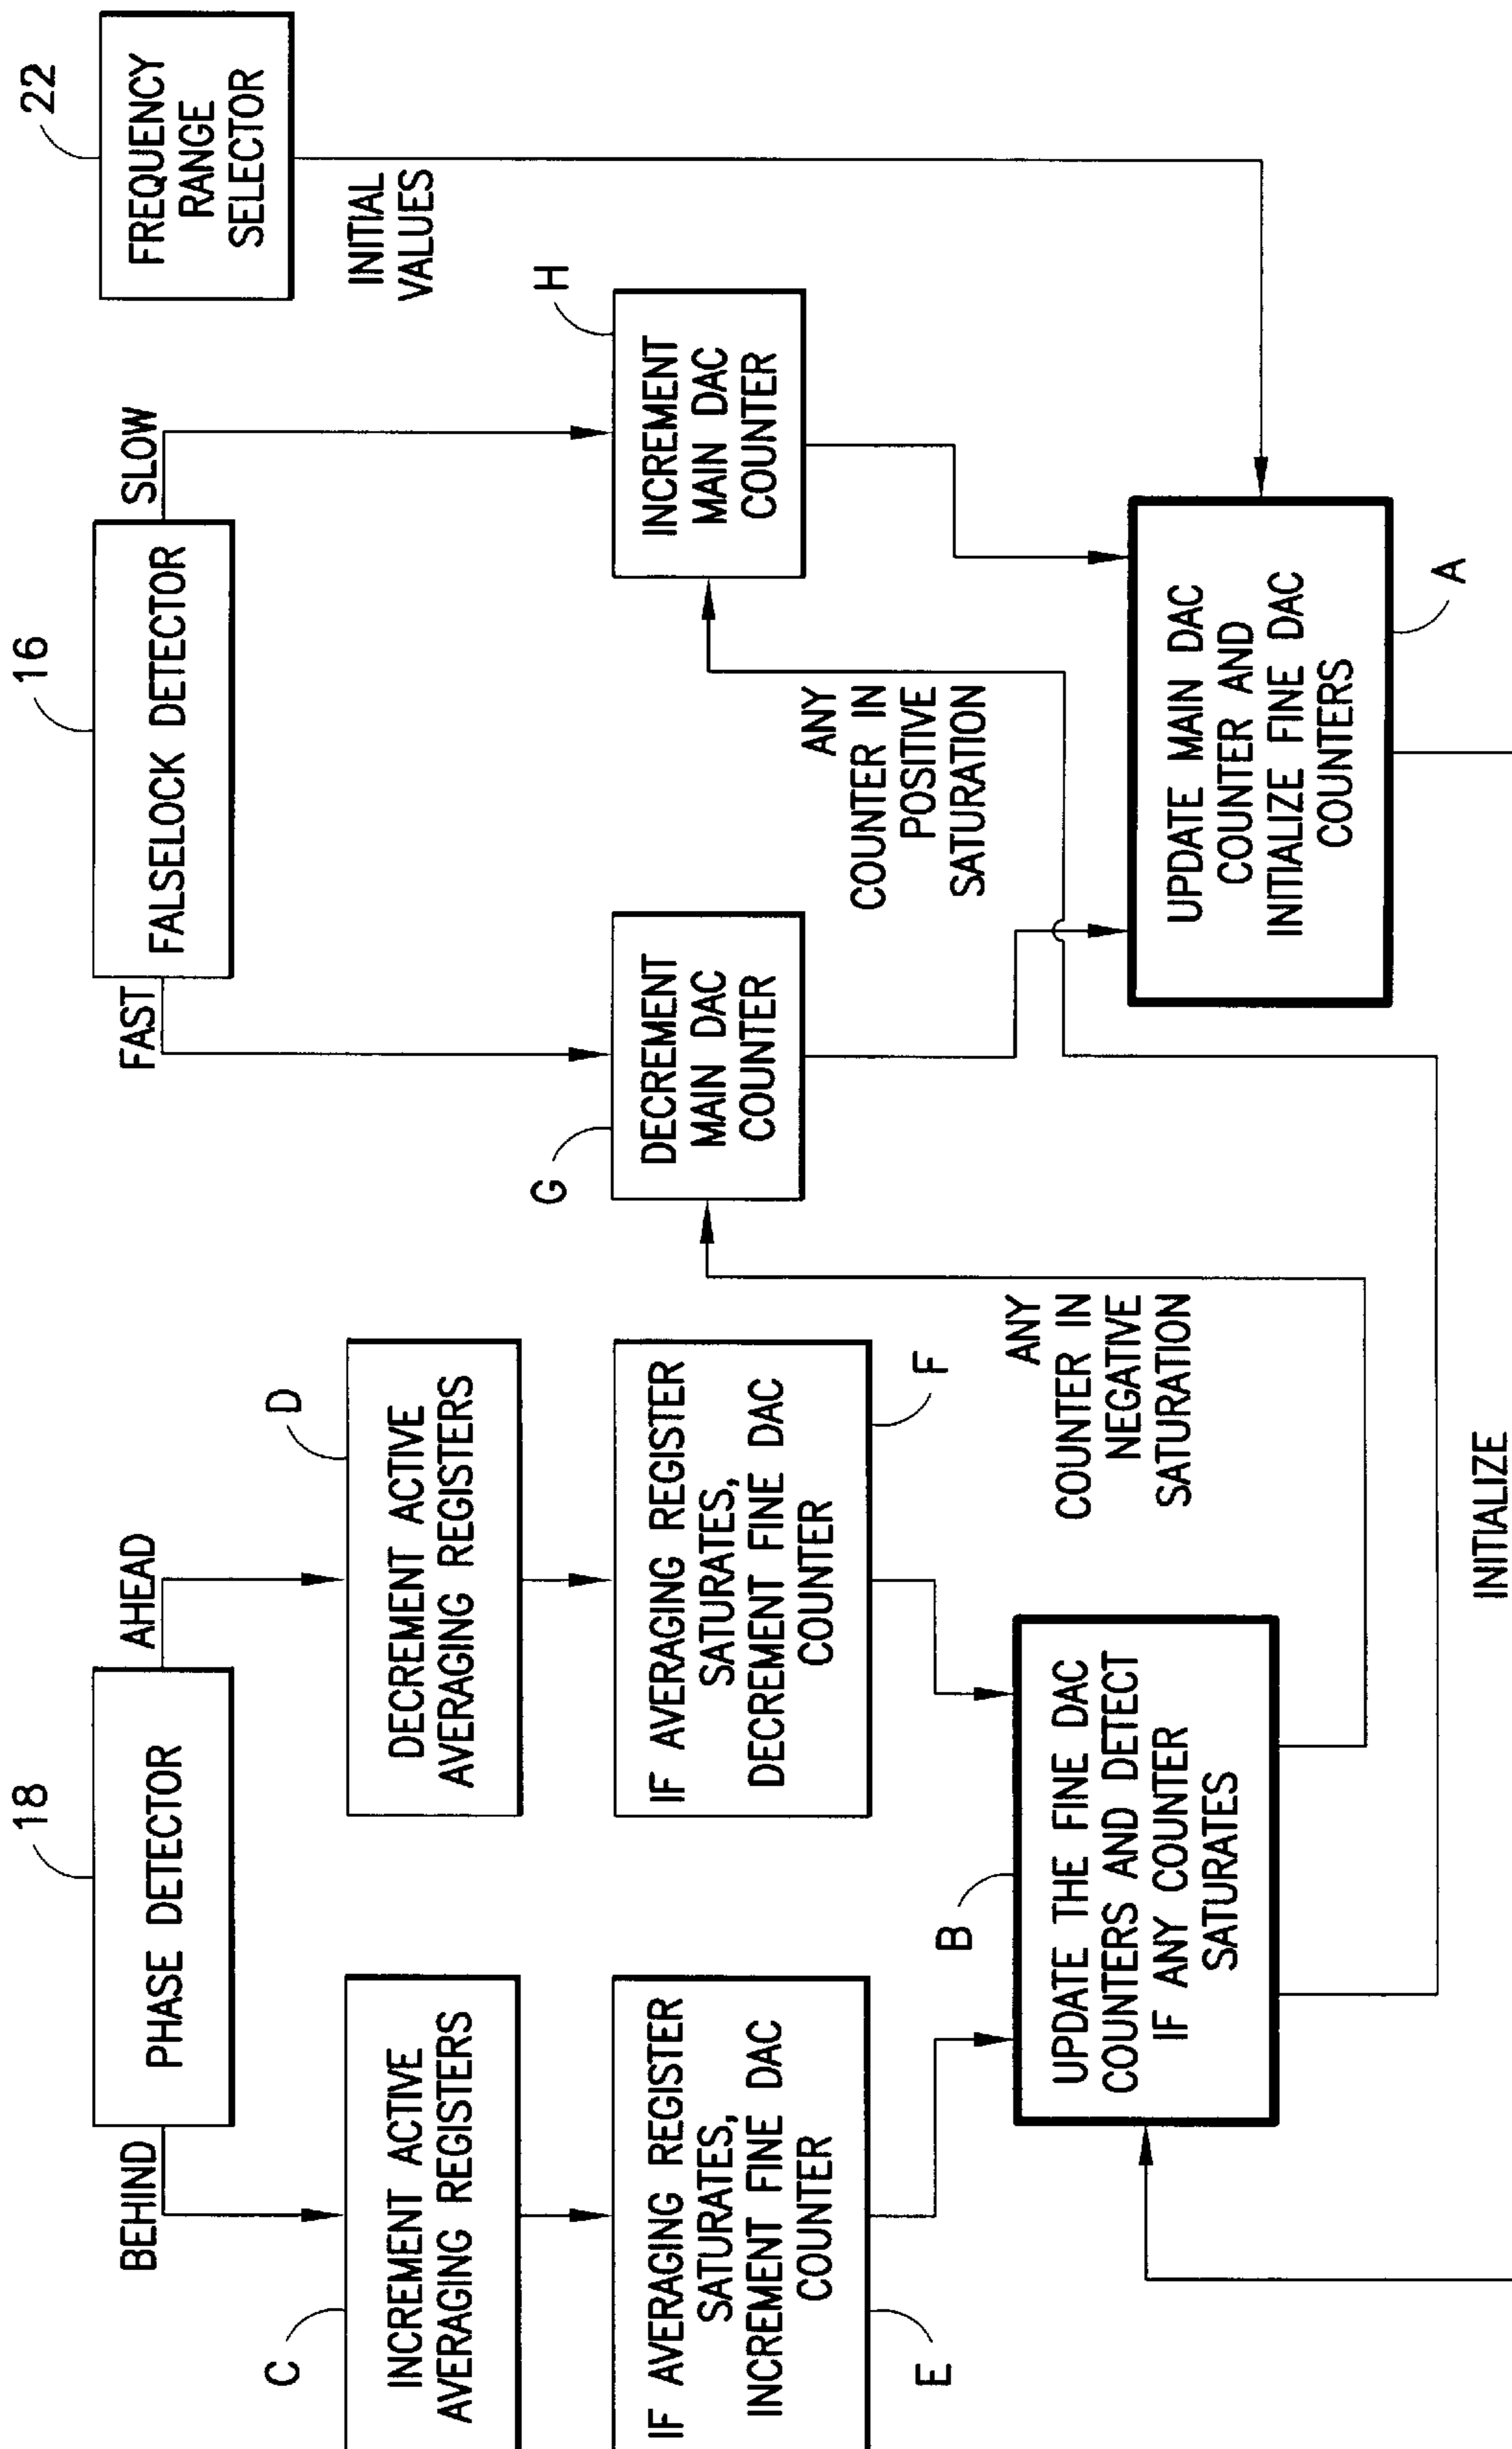 18
PHASE DETECTOR
BEHIND
AHEAD
C
INCREMENT ACTIVE
AVERAGING REGISTERS
D
DECREMENT ACTIVE
AVERAGING REGISTERS
IF AVERAGING REGISTER
SATURATES,
INCREMENT FINE DAC
COUNTER
E
IF AVERAGING REGISTER
SATURATES,
DECREMENT FINE DAC
COUNTER
F
B
UPDATE THE FINE DAC
COUNTERS AND DETECT
IF ANY COUNTER
SATURATES
16
FALSELOCK DETECTOR
FAST
SLOW
G
DECREMENT
MAIN DAC
COUNTER
H
INCREMENT
MAIN DAC
COUNTER
22
FREQUENCY
RANGE
SELECTOR
INITIAL
VALUES
ANY
COUNTER IN
NEGATIVE
SATURATION
ANY
COUNTER IN
POSITIVE
SATURATION
UPDATE MAIN DAC
COUNTER AND
INITIALIZE FINE DAC
COUNTERS
A
INITIALIZE